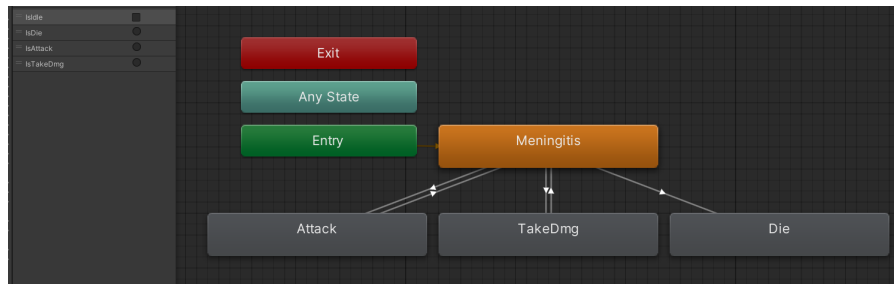 IsIdle
IsDie
IsAttack
IsTakeDmg
Exit
Any State
Entry
Meningitis
Attack
TakeDmg
Die